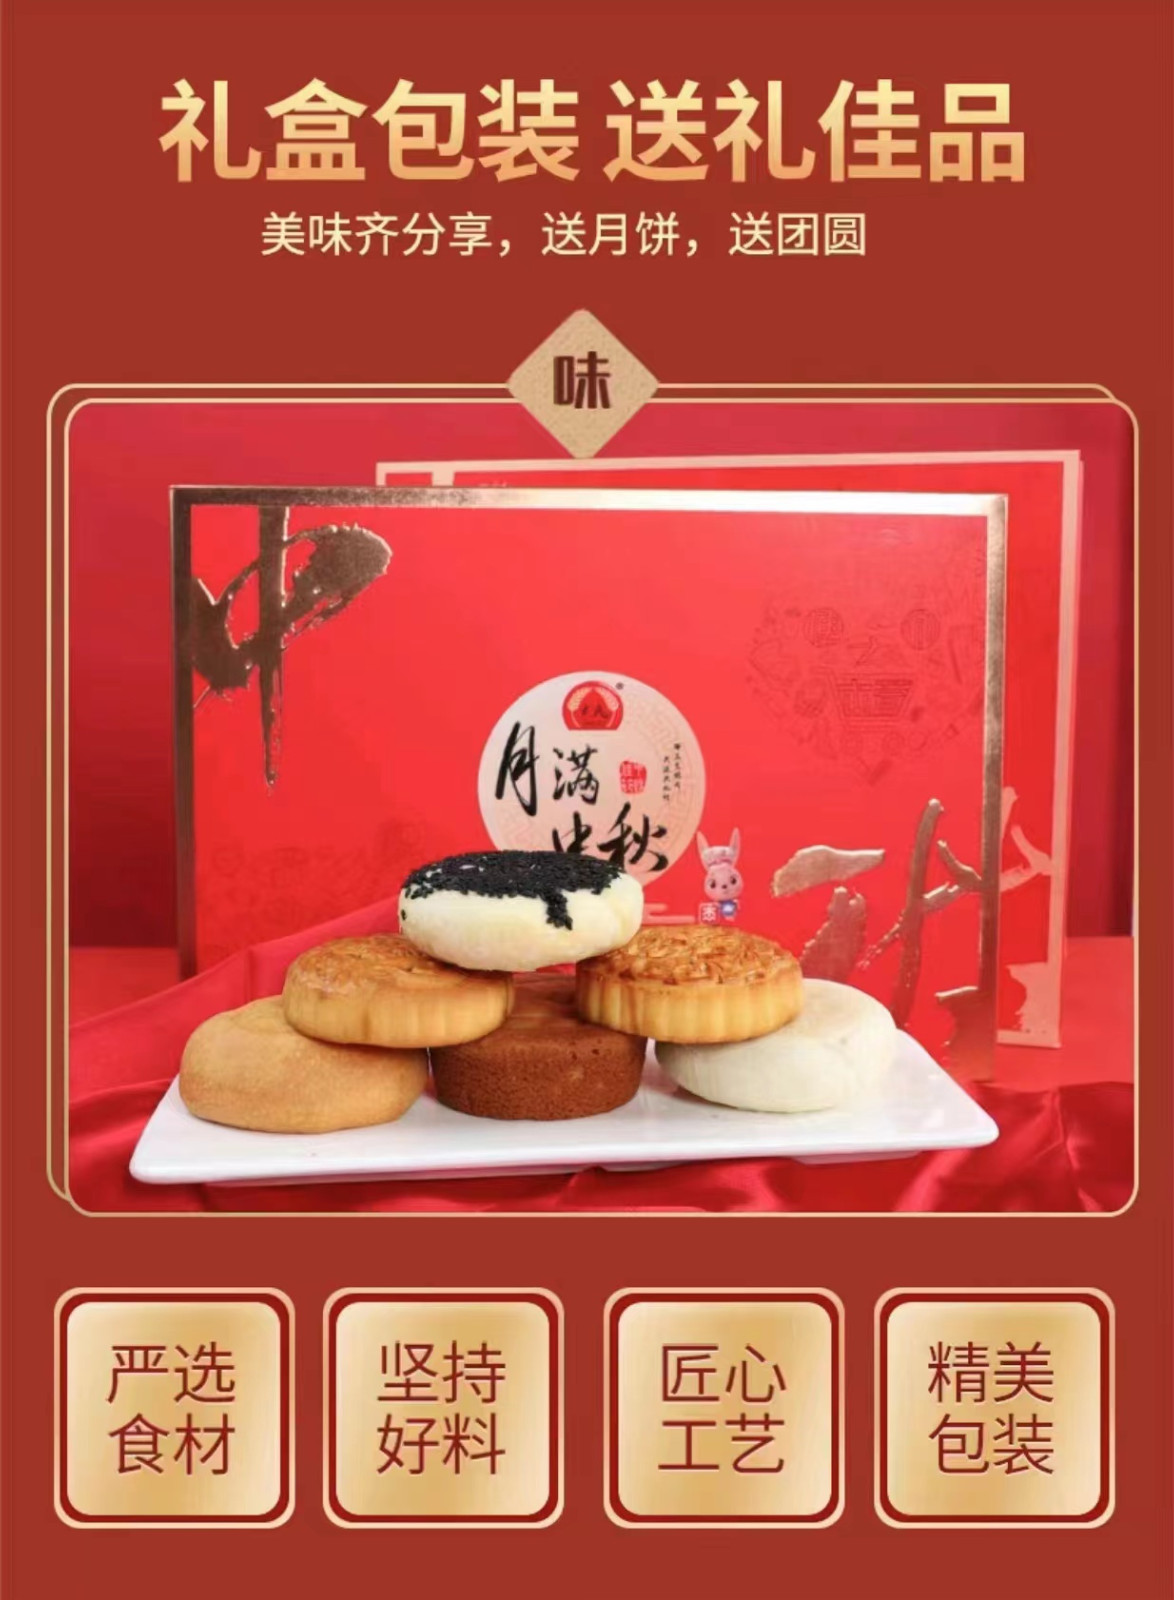 礼盒包装 送礼佳品
美味齐分享，送月饼，送团圆
味
中
月满
中秋
严选
食材
坚持
好料
匠心
工艺
精美
包装